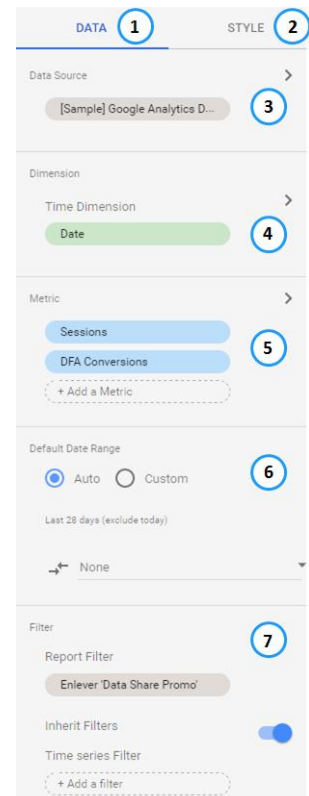 DATA 1 STYLE 2
Data Source
[Sample] Google Analytics D... 3
Dimension
Time Dimension
Date 4
Metric
Sessions
5
DFA Conversions
+ Add a Metric
Default Date Range
Auto Custom 6
Last 28 days (exclude today)
None
Filter
7
Report Filter
Enlever 'Data Share Promo'
Inherit Filters
Time series Filter
+ Add a filter